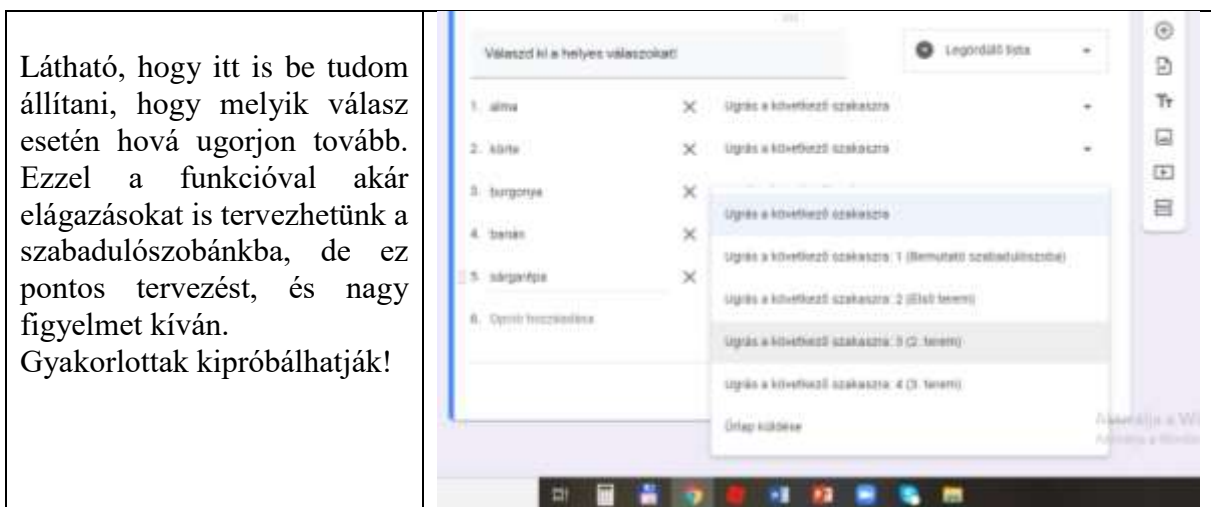 Látható, hogy itt is be tudom
állítani, hogy melyik válasz
esetén hová ugorjon tovább.
Ezzel a funkcióval akár
elágazásokat is tervezhetünk a
szabadulószobánkba, de ez
pontos tervezést, és nagy
figyelmet kíván.
Gyakorlottak kipróbálhatják!
Válaszd ki a helyes válaszokat!
Legördülő lista
1. alma
Ugrás a következő szakaszra
2. körte
Ugrás a következő szakaszra
3. burgonya
4. banán
5. sárgarépa
6. Opció hozzáadása
Ugrás a következő szakaszra
Ugrás a következő szakaszra: 1 (Bemutató szabadulószoba)
Ugrás a következő szakaszra: 2 (Első terem)
Ugrás a következő szakaszra: 3 (2. terem)
Ugrás a következő szakaszra: 4 (3. terem)
Űrlap küldése
Tr